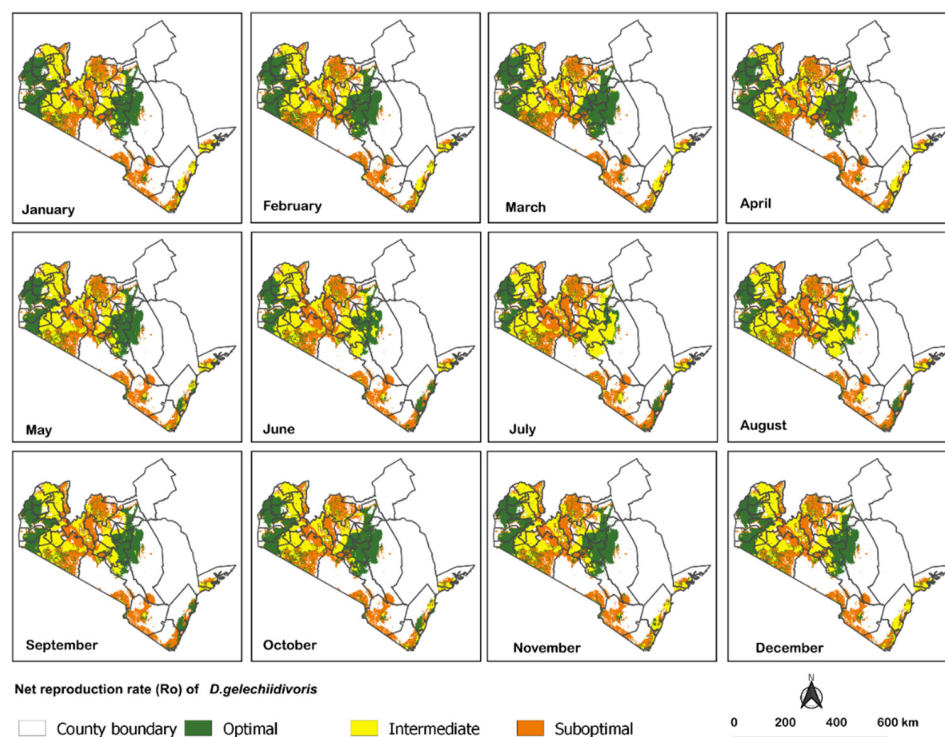 January
February
March
April
May
June
July
August
September
October
November
December
Net reproduction rate (Ro) of D.gelechiidivoris
N
County boundary Optimal Intermediate Suboptimal
0 200 400 600 km